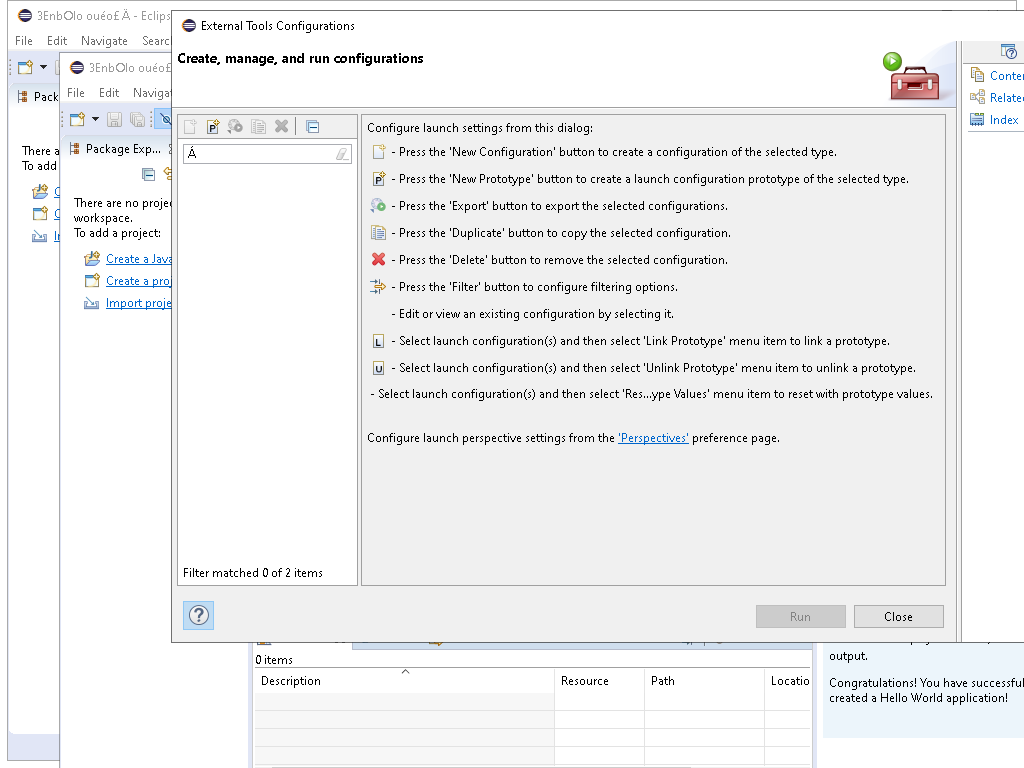 3EnbOlo ouéo£Ä - Eclips
File Edit Navigate Searc
Pack
There a
To add
3EnbOlo ouéo£
File Edit Naviga
Package Exp...
There are no proje
workspace.
To add a project:
Create a Java
Create a proj
Import proje
External Tools Configurations
Create, manage, and run configurations
Á
Filter matched 0 of 2 items
Configure launch settings from this dialog:
- Press the 'New Configuration' button to create a configuration of the selected type.
- Press the 'New Prototype' button to create a launch configuration prototype of the selected type.
- Press the 'Export' button to export the selected configurations.
- Press the 'Duplicate' button to copy the selected configuration.
- Press the 'Delete' button to remove the selected configuration.
- Press the 'Filter' button to configure filtering options.
- Edit or view an existing configuration by selecting it.
- Select launch configuration(s) and then select 'Link Prototype' menu item to link a prototype.
- Select launch configuration(s) and then select 'Unlink Prototype' menu item to unlink a prototype.
- Select launch configuration(s) and then select 'Res...ype Values' menu item to reset with prototype values.
Configure launch perspective settings from the 'Perspectives' preference page.
Run Close
Conter
Relate
Index
0 items
Description Resource Path Locatio
output.
Congratulations! You have successful
created a Hello World application!